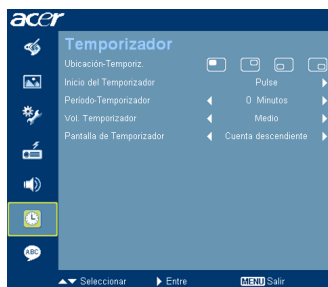 acer
Temporizador
Ubicación-Temporiz.
Inicio del Temporizador Pulse
Período-Temporizador 0 Minutos
Vol. Temporizador Medio
Pantalla de Temporizador Cuenta descendiente
ABC
Seleccionar Entre MENU Salir